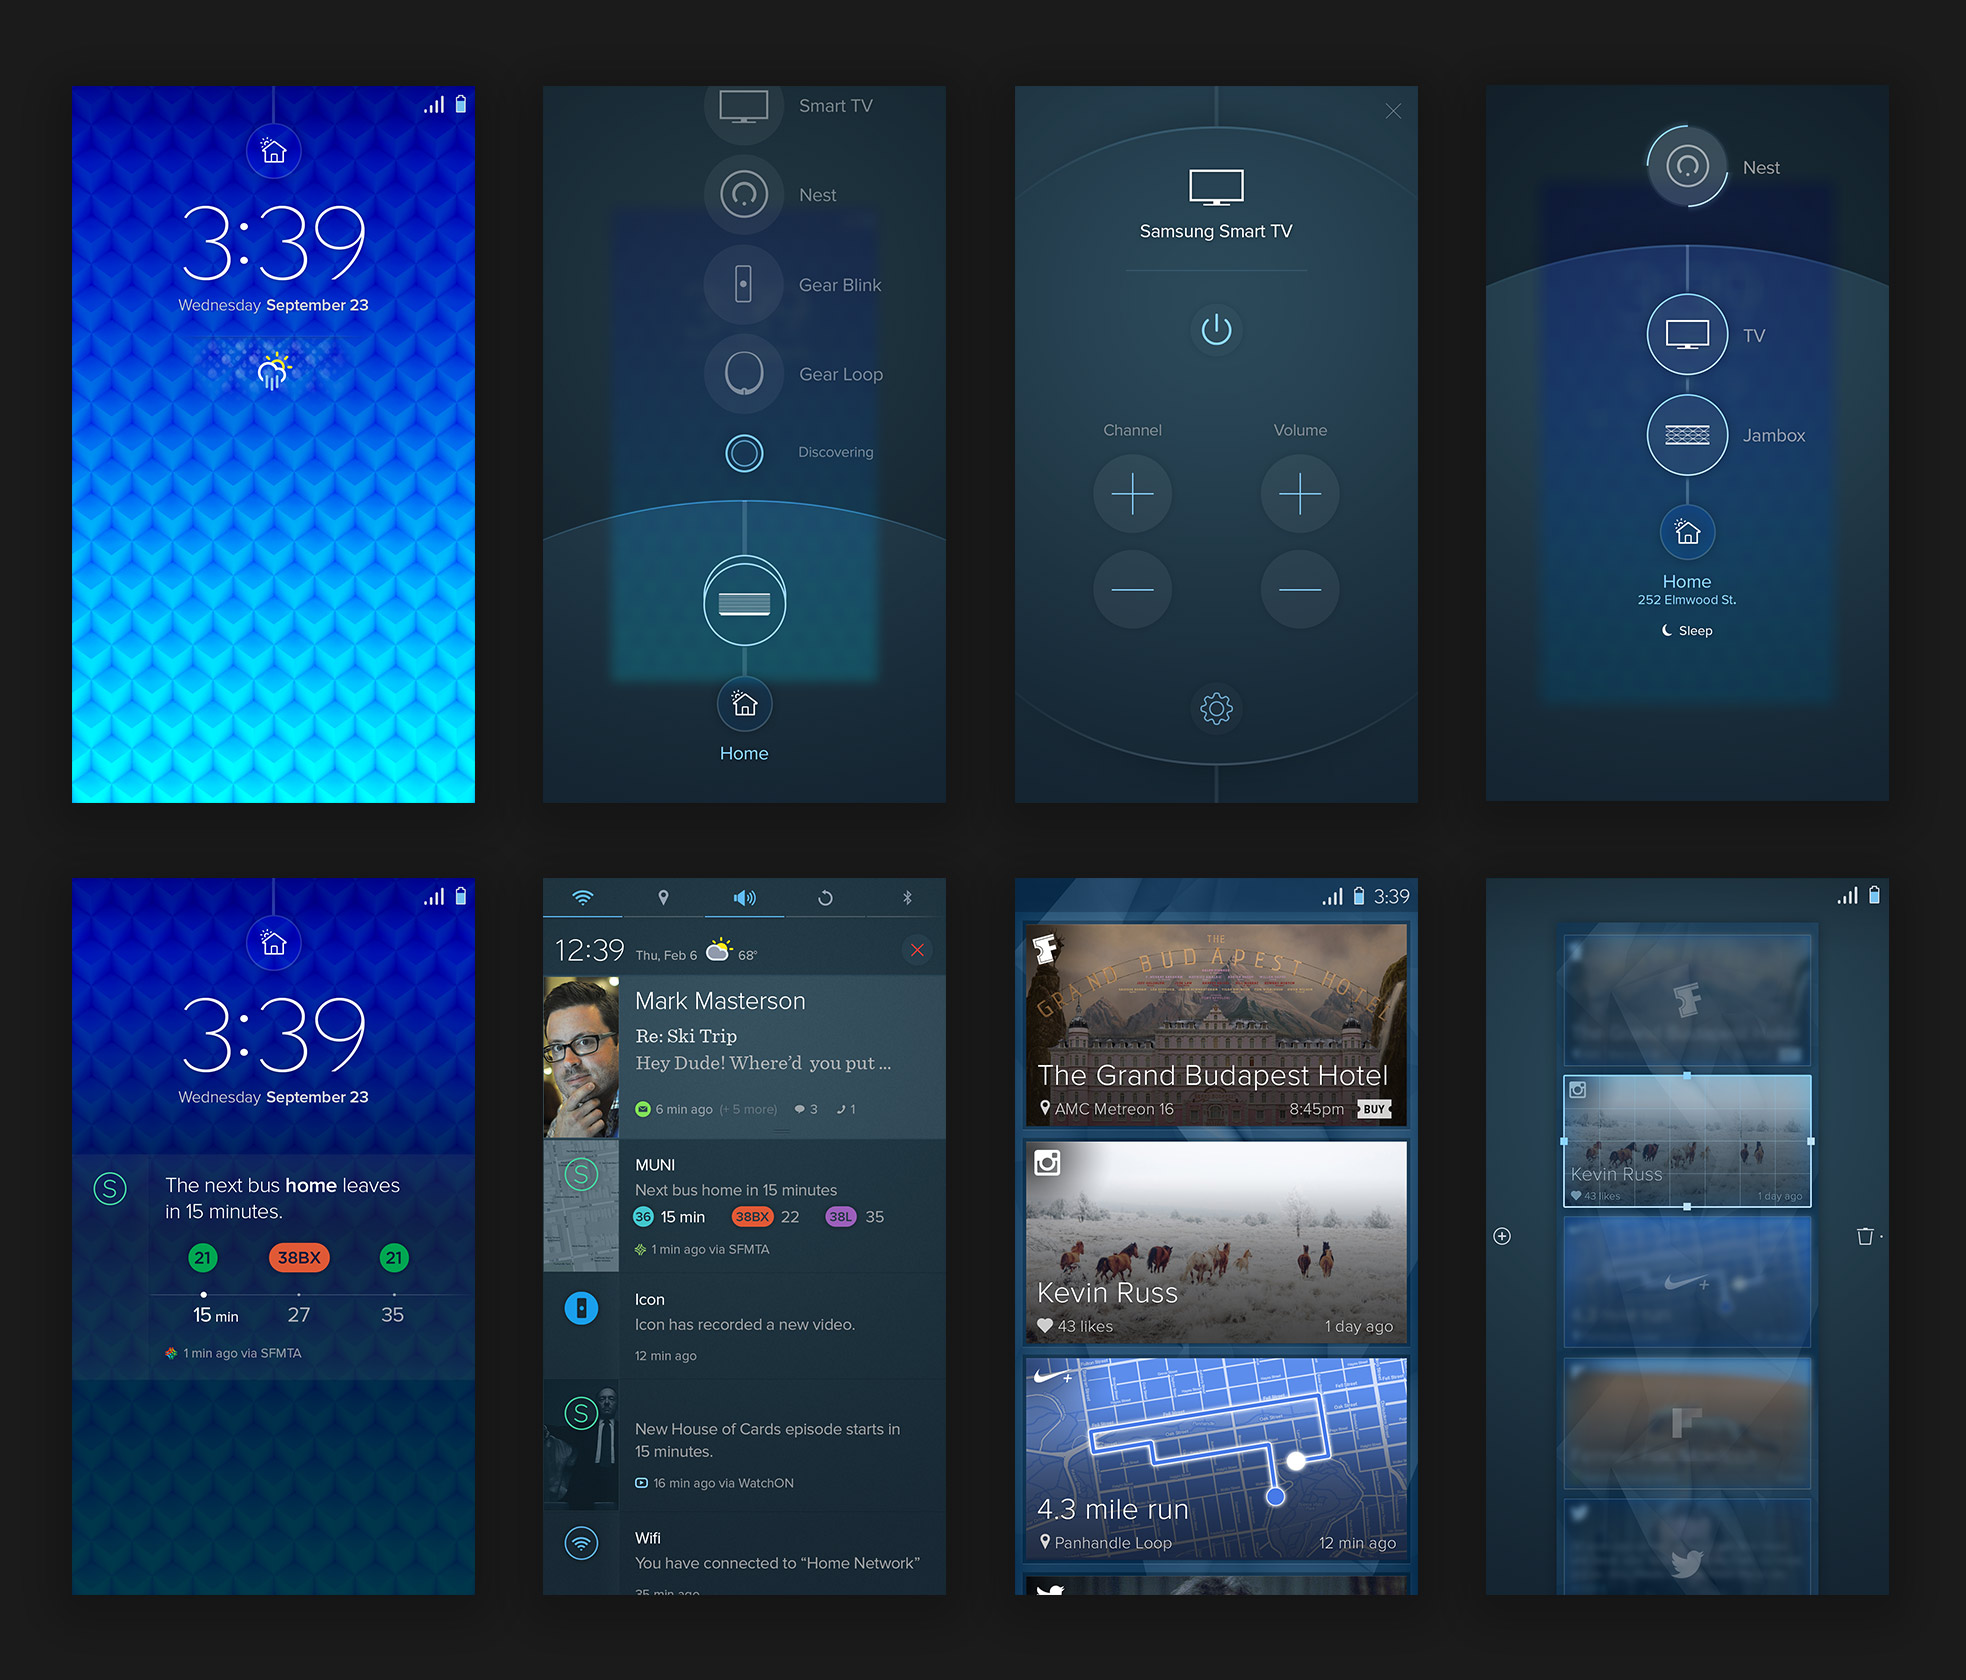 3:39
Wednesday September 23
Smart TV
Nest
Gear Blink
Gear Loop
Discovering
Home
Samsung Smart TV
Channel
Volume
Nest
TV
Jambox
Home
252 Elmwood St.
Sleep
3:39
Wednesday September 23
S
The next bus home leaves
in 15 minutes.
21 38BX 21
15 min 27 35
1 min ago via SFMTA
12:39 Thu, Feb 6 68°
Mark Masterson
Re: Ski Trip
Hey Dude! Where’d you put ...
6 min ago (+ 5 more) 3 1
S
MUNI
Next bus home in 15 minutes
36 15 min 38BX 22 38L 35
1 min ago via SFMTA
Icon
Icon has recorded a new video.
12 min ago
S
New House of Cards episode starts in
15 minutes.
16 min ago via WatchON
Wifi
You have connected to “Home Network”
35 min ago
3:39
THE
GRAND BUDAPEST HOTEL
The Grand Budapest Hotel
AMC Metreon 16 8:45pm BUY
Kevin Russ
43 likes 1 day ago
4.3 mile run
Panhandle Loop 12 min ago
Kevin Russ
43 likes 1 day ago